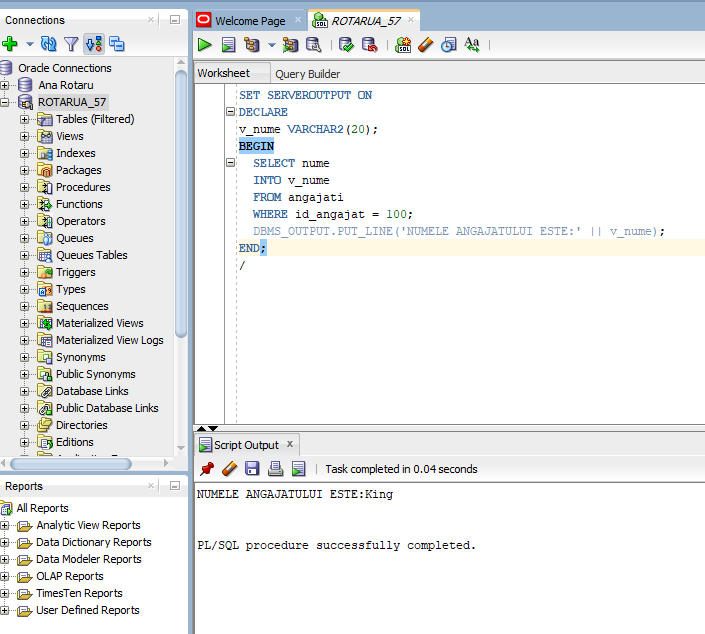 Connections
Oracle Connections
Ana Rotaru
ROTARUA_57
Tables (Filtered)
Views
Indexes
Packages
Procedures
Functions
Operators
Queues
Queues Tables
Triggers
Types
Sequences
Materialized Views
Materialized View Logs
Synonyms
Public Synonyms
Database Links
Public Database Links
Directories
Editions
Reports
All Reports
Analytic View Reports
Data Dictionary Reports
Data Modeler Reports
OLAP Reports
TimesTen Reports
User Defined Reports
Welcome Page
ROTARUA_57
Worksheet
Query Builder
SET SERVEROUTPUT ON
DECLARE
v_nume VARCHAR2(20);
BEGIN
SELECT nume
INTO v_nume
FROM angajati
WHERE id_angajat = 100;
DBMS_OUTPUT.PUT_LINE('NUMELE ANGAJATULUI ESTE:' || v_nume);
END;
/
Script Output
Task completed in 0.04 seconds
NUMELE ANGAJATULUI ESTE:King
PL/SQL procedure successfully completed.